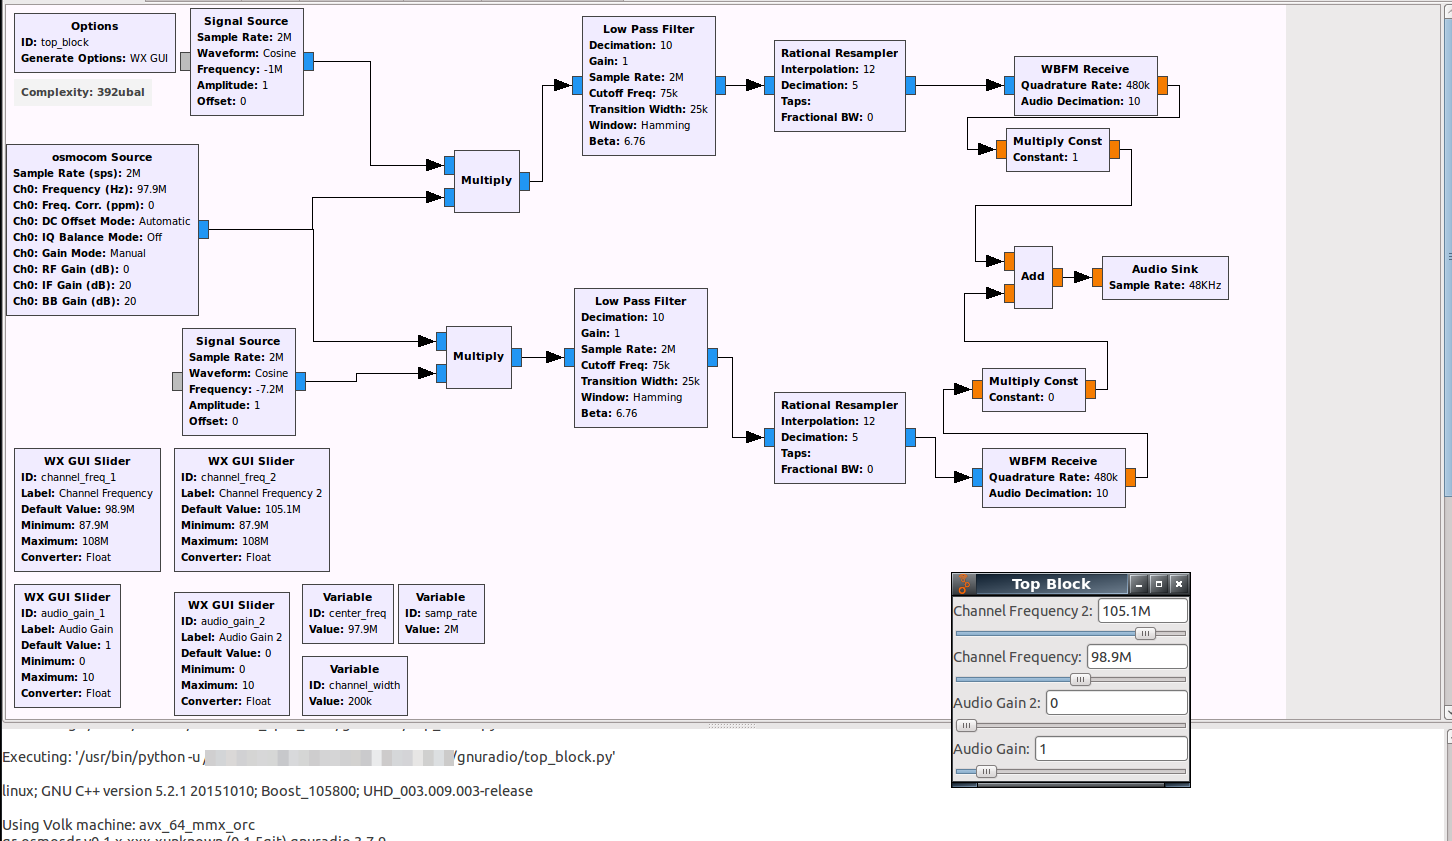 Options
ID: top_block
Generate Options: WX GUI
Complexity: 392ubal
Signal Source
Sample Rate: 2M
Waveform: Cosine
Frequency: -1M
Amplitude: 1
Offset: 0
osmocom Source
Sample Rate (sps): 2M
Ch0: Frequency (Hz): 97.9M
Ch0: Freq. Corr. (ppm): 0
Ch0: DC Offset Mode: Automatic
Ch0: IQ Balance Mode: Off
Ch0: Gain Mode: Manual
Ch0: RF Gain (dB): 0
Ch0: IF Gain (dB): 20
Ch0: BB Gain (dB): 20
Multiply
Low Pass Filter
Decimation: 10
Gain: 1
Sample Rate: 2M
Cutoff Freq: 75k
Transition Width: 25k
Window: Hamming
Beta: 6.76
Rational Resampler
Interpolation: 12
Decimation: 5
Taps:
Fractional BW: 0
WBFM Receive
Quadrature Rate: 480k
Audio Decimation: 10
Multiply Const
Constant: 1
Add
Audio Sink
Sample Rate: 48KHz
Signal Source
Sample Rate: 2M
Waveform: Cosine
Frequency: -7.2M
Amplitude: 1
Offset: 0
Multiply
Low Pass Filter
Decimation: 10
Gain: 1
Sample Rate: 2M
Cutoff Freq: 75k
Transition Width: 25k
Window: Hamming
Beta: 6.76
Rational Resampler
Interpolation: 12
Decimation: 5
Taps:
Fractional BW: 0
Multiply Const
Constant: 0
WBFM Receive
Quadrature Rate: 480k
Audio Decimation: 10
WX GUI Slider
ID: channel_freq_1
Label: Channel Frequency
Default Value: 98.9M
Minimum: 87.9M
Maximum: 108M
Converter: Float
WX GUI Slider
ID: channel_freq_2
Label: Channel Frequency 2
Default Value: 105.1M
Minimum: 87.9M
Maximum: 108M
Converter: Float
WX GUI Slider
ID: audio_gain_1
Label: Audio Gain
Default Value: 1
Minimum: 0
Maximum: 10
Converter: Float
WX GUI Slider
ID: audio_gain_2
Label: Audio Gain 2
Default Value: 0
Minimum: 0
Maximum: 10
Converter: Float
Variable
ID: center_freq
Value: 97.9M
Variable
ID: samp_rate
Value: 2M
Variable
ID: channel_width
Value: 200k
Top Block
Channel Frequency 2: 105.1M
Channel Frequency: 98.9M
Audio Gain 2: 0
Audio Gain: 1
Executing: '/usr/bin/python -u / /gnuradio/top_block.py'
linux; GNU C++ version 5.2.1 20151010; Boost_105800; UHD_003.009.003-release
Using Volk machine: avx_64_mmx_orc
gr-osmosdr v0.1.x-xxx-xunknown (0.1.5git) gnuradio 3.7.9